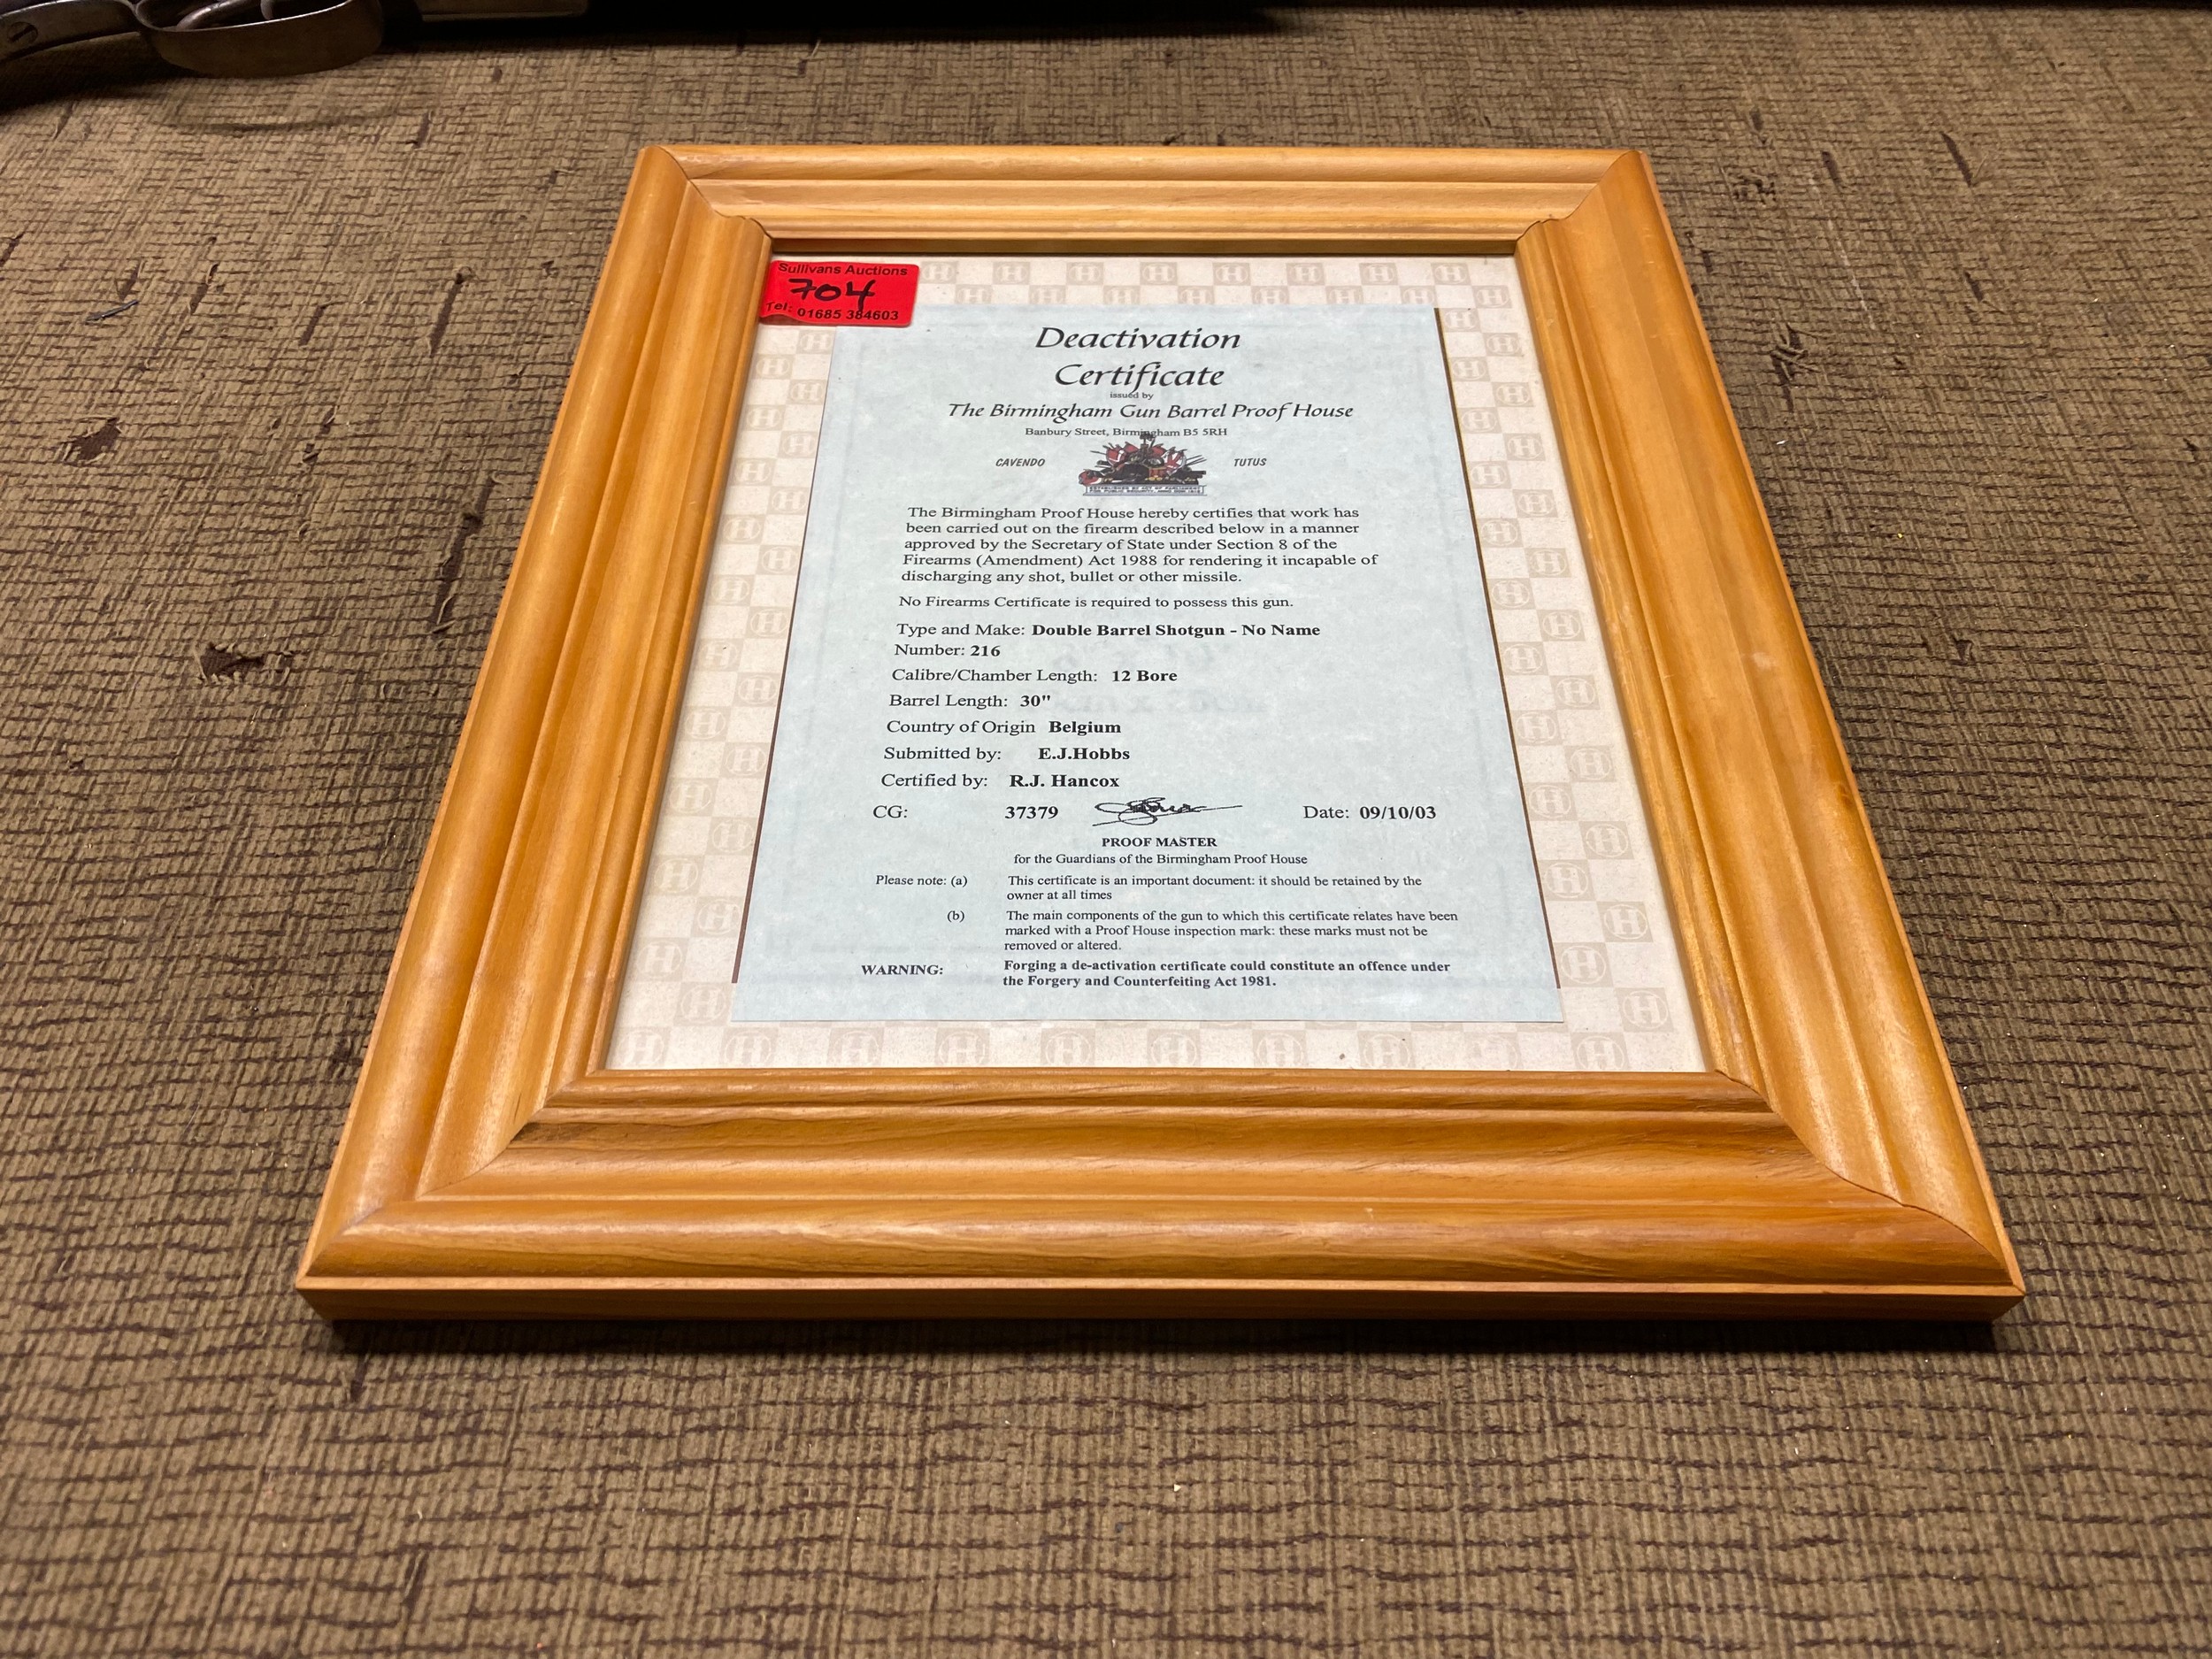 Sullivans Auctions
704
Tel: 01685 384603
Deactivation
Certificate
issued by
The Birmingham Gun Barrel Proof House
Banbury Street, Birmingham B5 5RH
CAVENDO TUTUS
The Birmingham Proof House hereby certifies that work has
been carried out on the firearm described below in a manner
approved by the Secretary of State under Section 8 of the
Firearms (Amendment) Act 1988 for rendering it incapable of
discharging any shot, bullet or other missile.
No Firearms Certificate is required to possess this gun.
Type and Make: Double Barrel Shotgun - No Name
Number: 216
Calibre/Chamber Length: 12 Bore
Barrel Length: 30"
Country of Origin Belgium
Submitted by: E.J.Hobbs
Certified by: R.J. Hancox
CG: 37379 Date: 09/10/03
PROOF MASTER
for the Guardians of the Birmingham Proof House
Please note: (a) This certificate is an important document: it should be retained by the
owner at all times
(b) The main components of the gun to which this certificate relates have been
marked with a Proof House inspection mark: these marks must not be
removed or altered.
WARNING: Forging a de-activation certificate could constitute an offence under
the Forgery and Counterfeiting Act 1981.